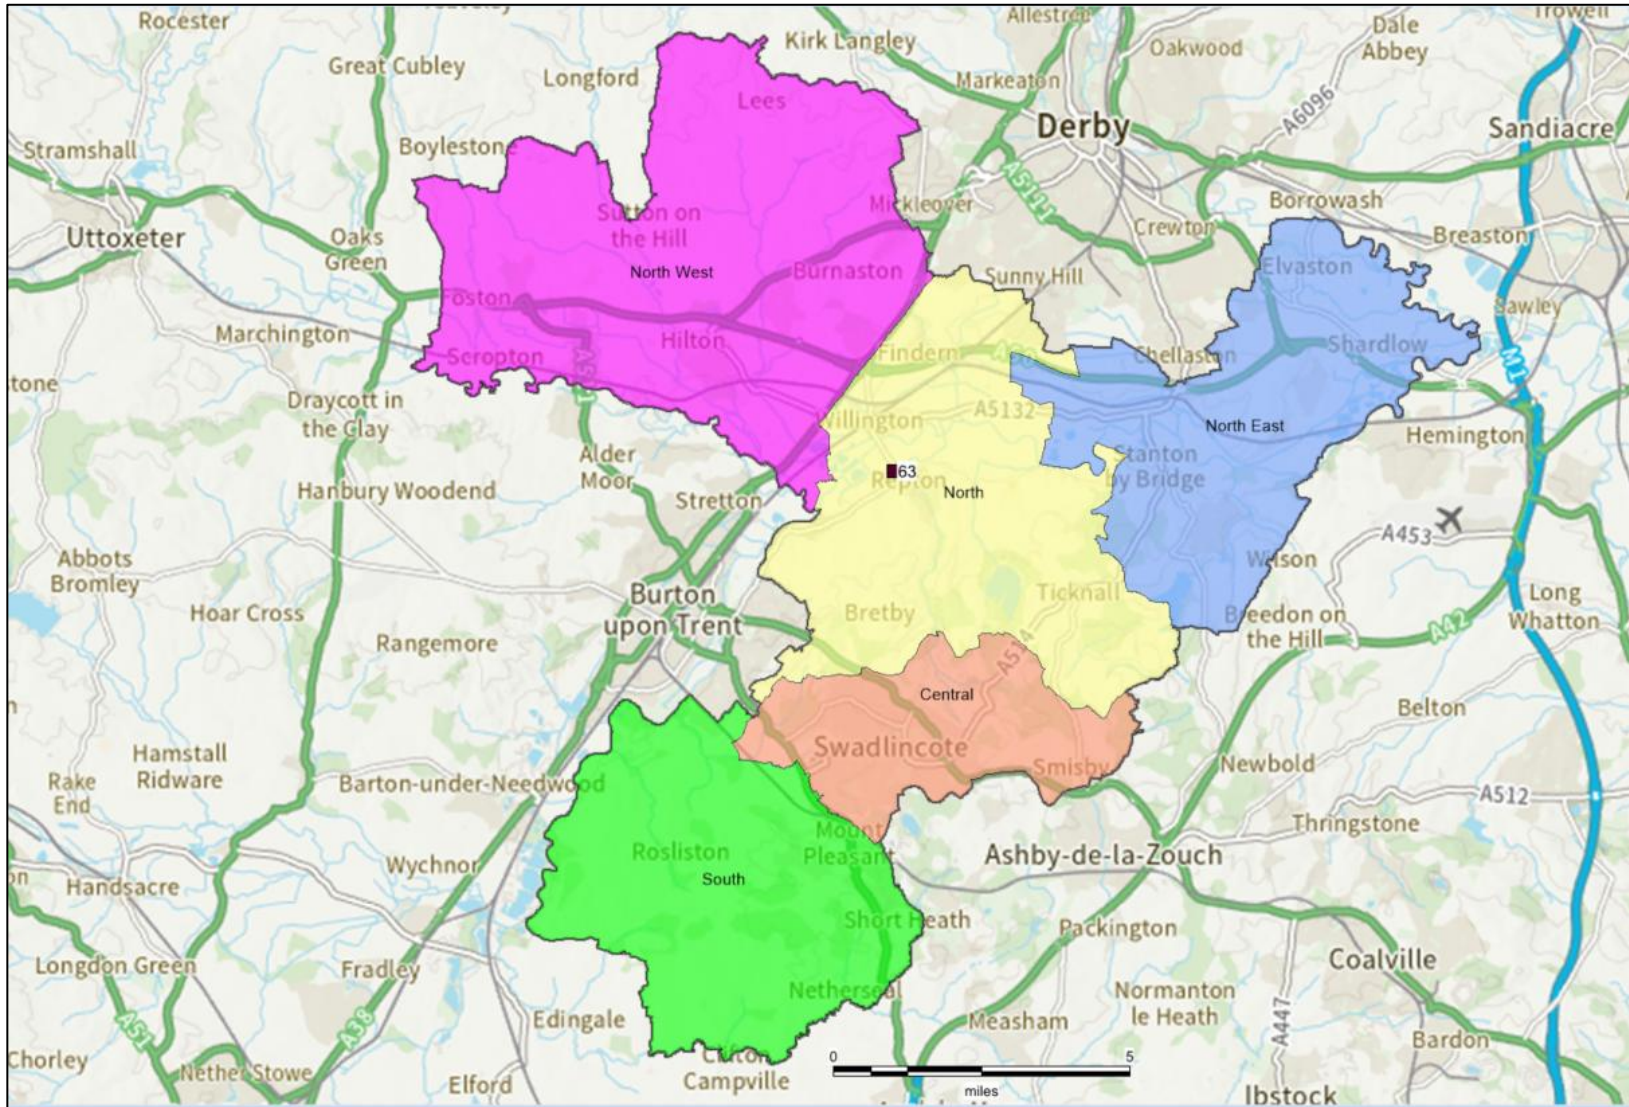 Rocester
Kirk Langley
Allestree
Dale
Abbey
Trowell
Great Cubley
Longford
Oakwood
Markeaton
Lees
A6096
Derby
Sandiacre
Stramshall
Boylestone
A5111
Mickleover
Borrowash
Uttoxeter
Oaks
Green
Sutton on
the Hill
Crewton
Breaston
North West
Burnaston
Sunny Hill
Elvaston
Foston
Sawley
Marchington
Hilton
Scropton
Findern
Chellaston
Shardlow
M1
Draycott in
the Clay
Willington
A5132
North East
Hemington
Alder
Moor
Stanton
by Bridge
63
Repton
North
Hanbury Woodend
Stretton
A453
Abbots
Bromley
Wilson
Hoar Cross
Burton
upon Trent
Bretby
Ticknall
Breedon on
the Hill
A42
Long
Whatton
Rangemore
A514
Central
Belton
Swadlincote
Hamstall
Ridware
Smisby
Newbold
Rake
End
Barton-under-Needwood
A512
Mount
Pleasant
Thringstone
Rosliston
Ashby-de-la-Zouch
Wychnor
South
Handsacre
Short Heath
Packington
Longdon Green
Fradley
Coalville
Netherseal
Normanton
le Heath
A51
A38
Edingale
Measham
A447
Bardon
Chorley
Nether Stowe
Elford
Clifton
Campville
0
5
miles
Ibstock